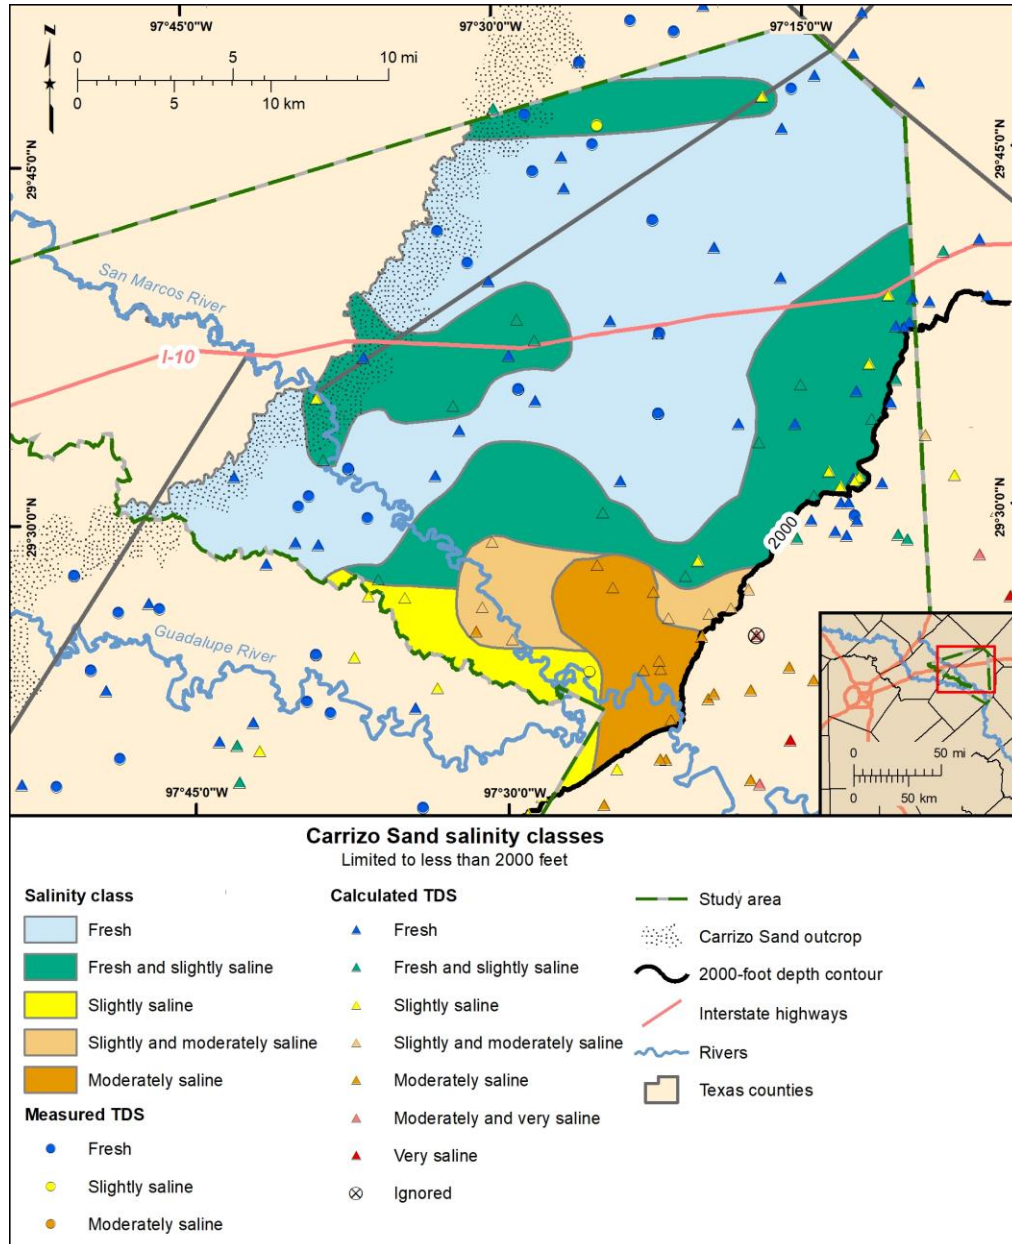 97°45'0"W
97°30'0"W
97°15'0"W
N
0 5 10 mi
0 5 10 km
29°45'0"N
29°45'0"N
San Marcos River
I-10
29°30'0"N
29°30'0"N
2000
Guadalupe River
97°45'0"W
97°30'0"W
0 50 mi
0 50 km
Carrizo Sand salinity classes
Limited to less than 2000 feet
Salinity class
Fresh
Fresh and slightly saline
Slightly saline
Slightly and moderately saline
Moderately saline
Measured TDS
Fresh
Slightly saline
Moderately saline
Calculated TDS
Fresh
Fresh and slightly saline
Slightly saline
Slightly and moderately saline
Moderately saline
Moderately and very saline
Very saline
Ignored
Study area
Carrizo Sand outcrop
2000-foot depth contour
Interstate highways
Rivers
Texas counties